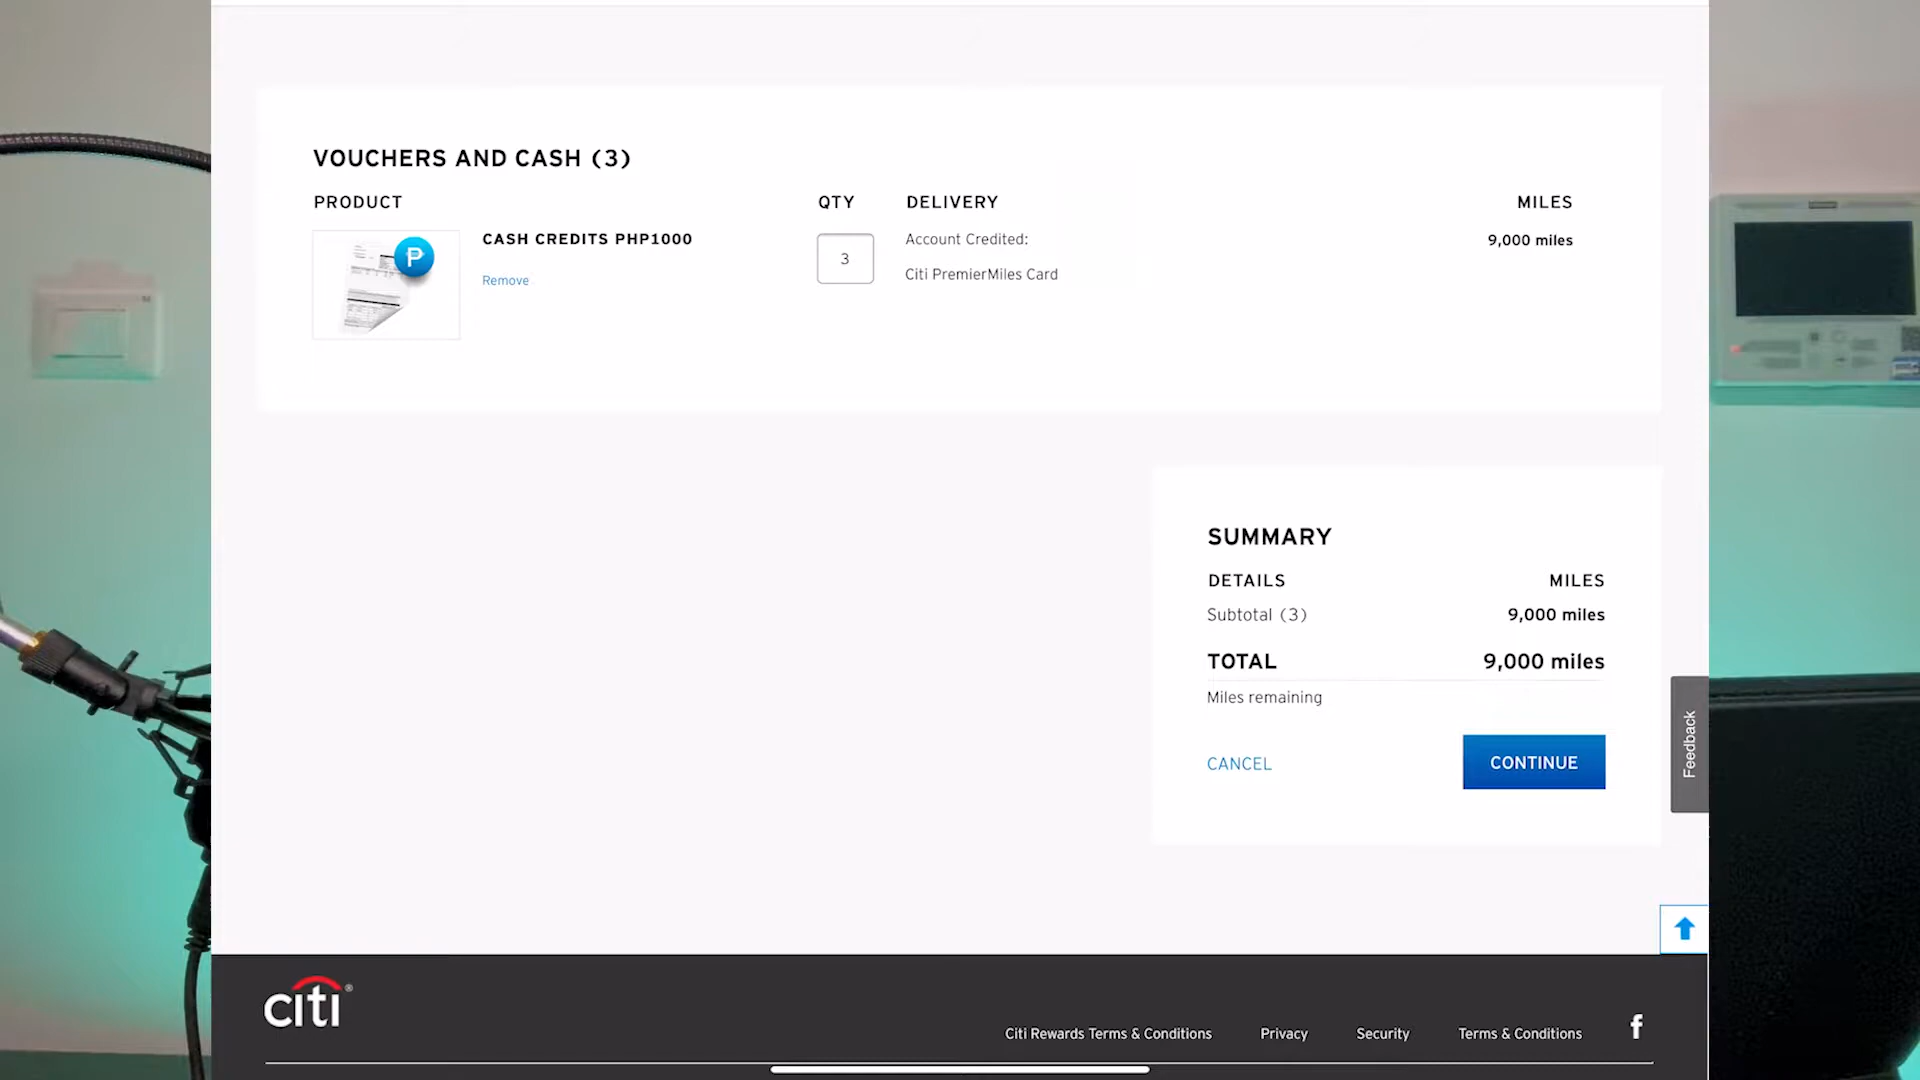 VOUCHERS AND CASH (3)
PRODUCT QTY DELIVERY MILES
P
CASH CREDITS PHP1000 3 Account Credited: 9,000 miles
Remove Citi PremierMiles Card
SUMMARY
DETAILS MILES
Subtotal (3) 9,000 miles
TOTAL 9,000 miles
Miles remaining
CANCEL CONTINUE
Feedback
citi®
Citi Rewards Terms & Conditions Privacy Security Terms & Conditions f